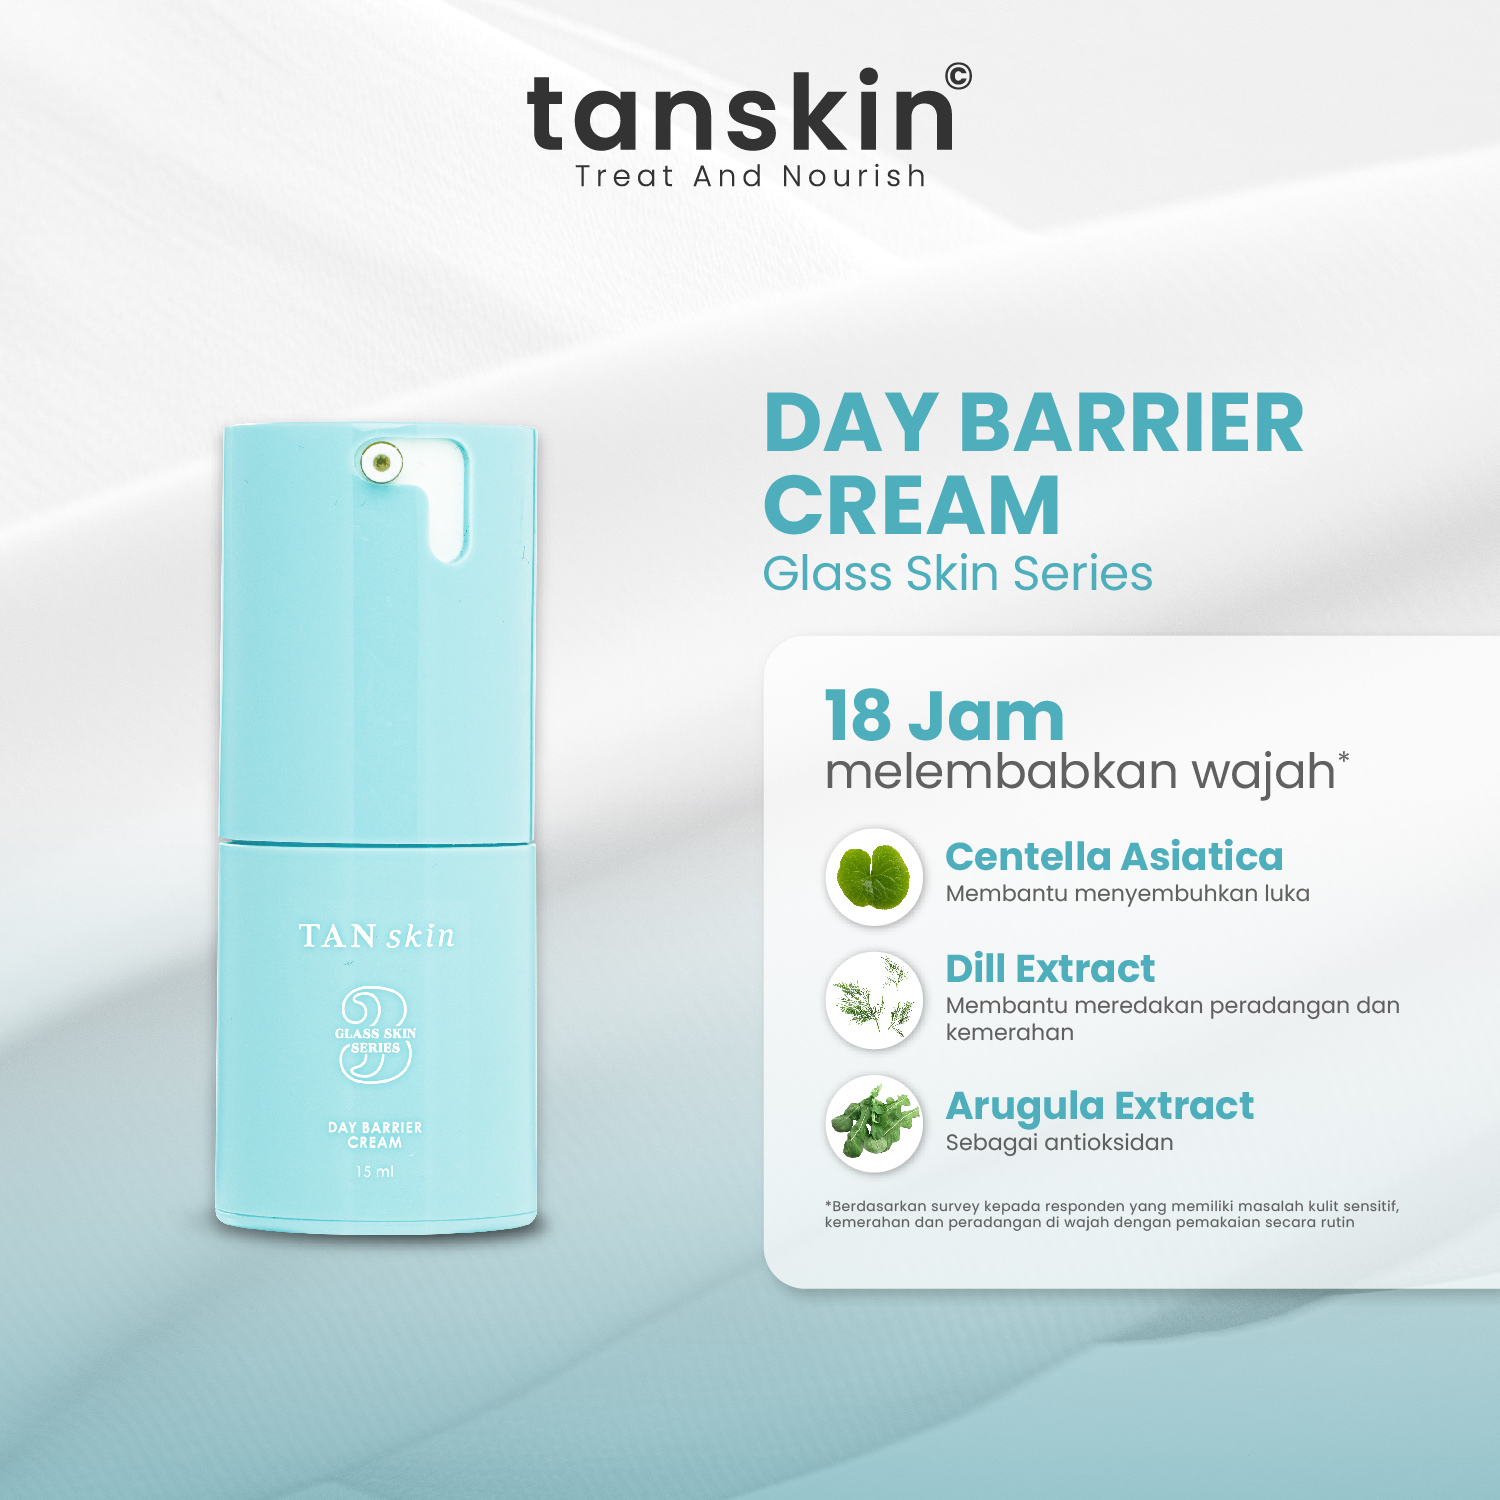 tanskin©
Treat And Nourish
DAY BARRIER
CREAM
Glass Skin Series
18 Jam
melembabkan wajah*
Centella Asiatica
Membantu menyembuhkan luka
Dill Extract
Membantu meredakan peradangan dan
kemerahan
Arugula Extract
Sebagai antioksidan
*Berdasarkan survey kepada responden yang memiliki masalah kulit sensitif,
kemerahan dan peradangan di wajah dengan pemakaian secara rutin
TAN skin
GLASS SKIN
SERIES
DAY BARRIER
CREAM
15 ml